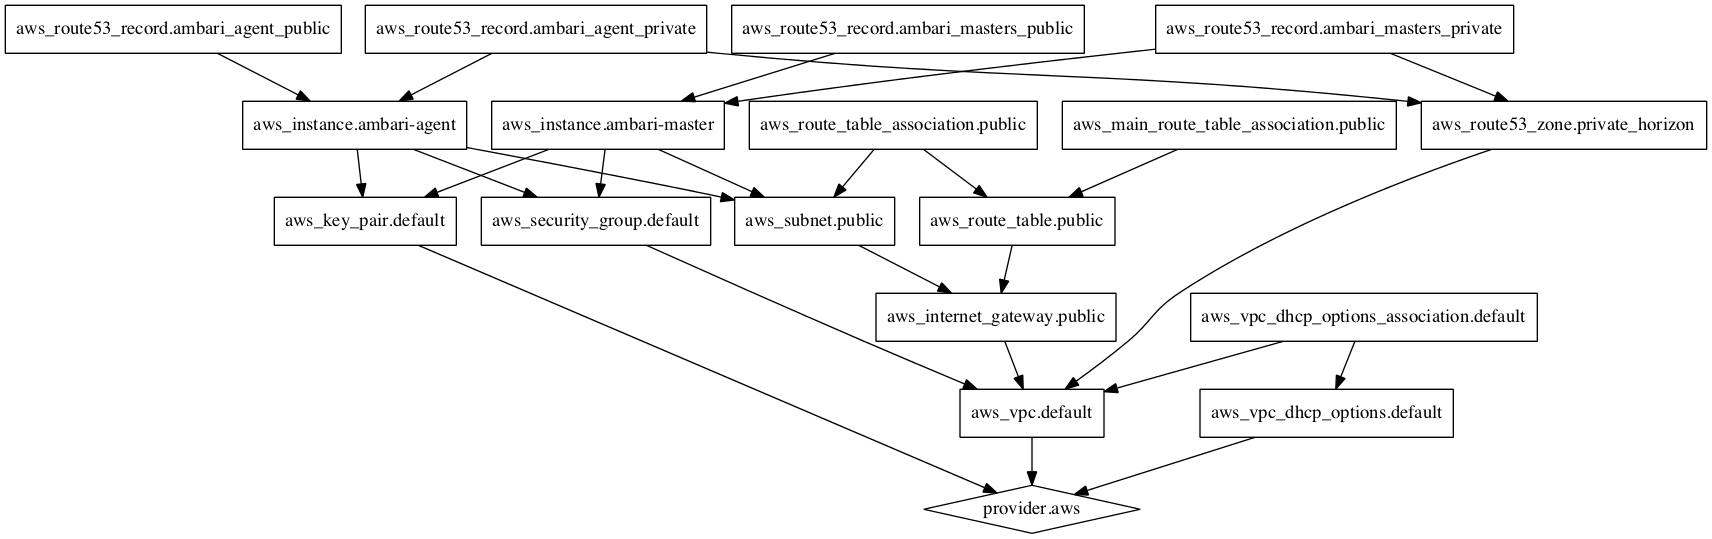 aws_route53_record.ambari_agent_public
aws_route53_record.ambari_agent_private
aws_route53_record.ambari_masters_public
aws_route53_record.ambari_masters_private
aws_instance.ambari-agent
aws_instance.ambari-master
aws_route_table_association.public
aws_main_route_table_association.public
aws_route53_zone.private_horizon
aws_key_pair.default
aws_security_group.default
aws_subnet.public
aws_route_table.public
aws_internet_gateway.public
aws_vpc_dhcp_options_association.default
aws_vpc.default
aws_vpc_dhcp_options.default
provider.aws